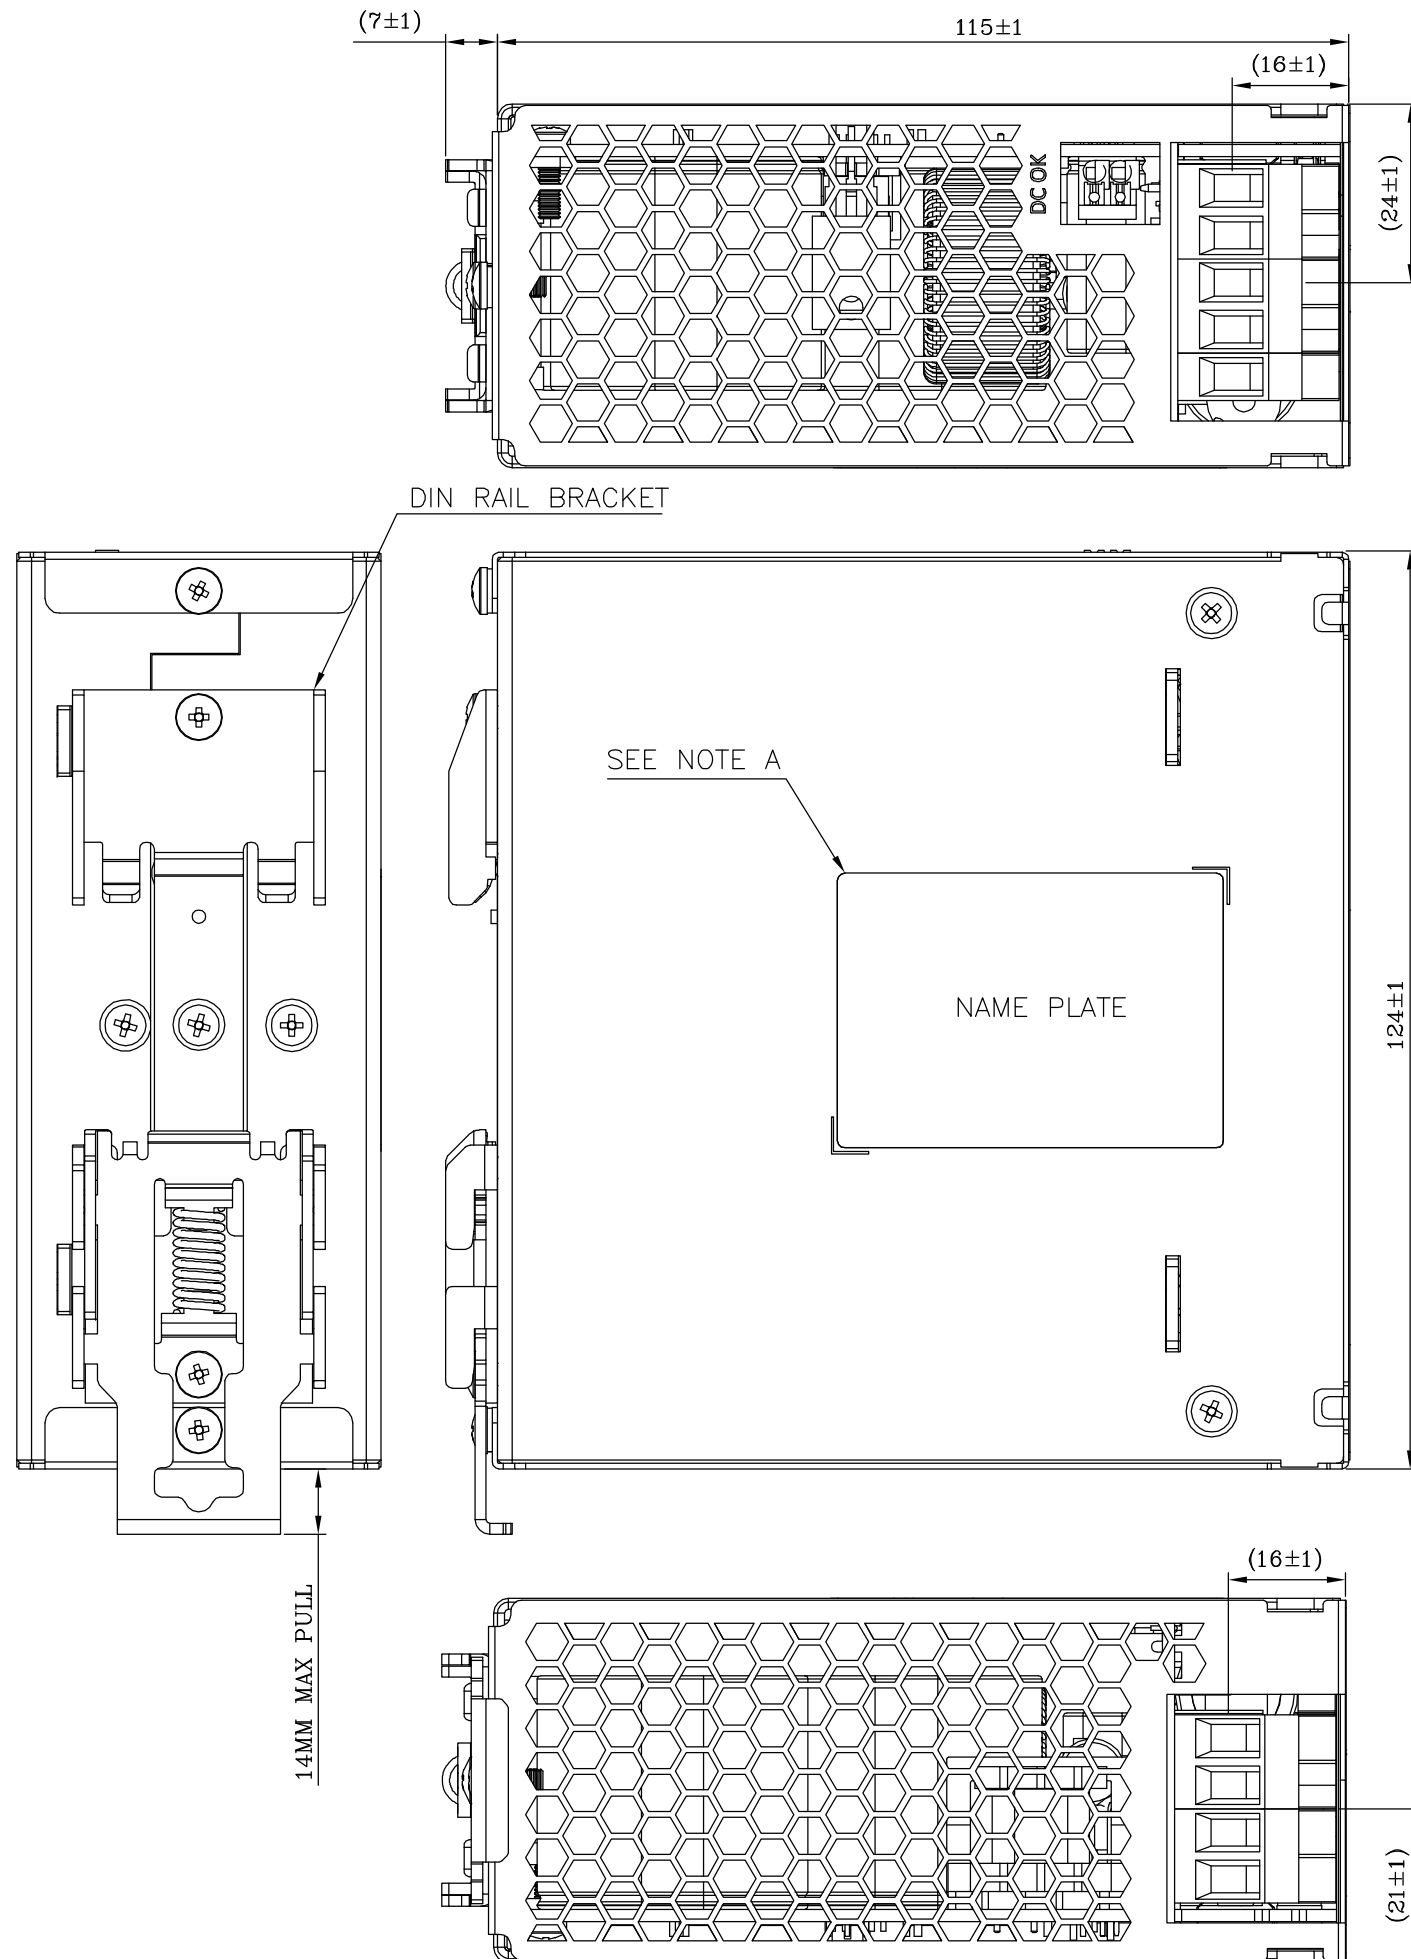 (7±1)
115±1
(16±1)
(24±1)
DC OK
DIN RAIL BRACKET
SEE NOTE A
NAME PLATE
124±1
14MM MAX PULL
(16±1)
(21±1)